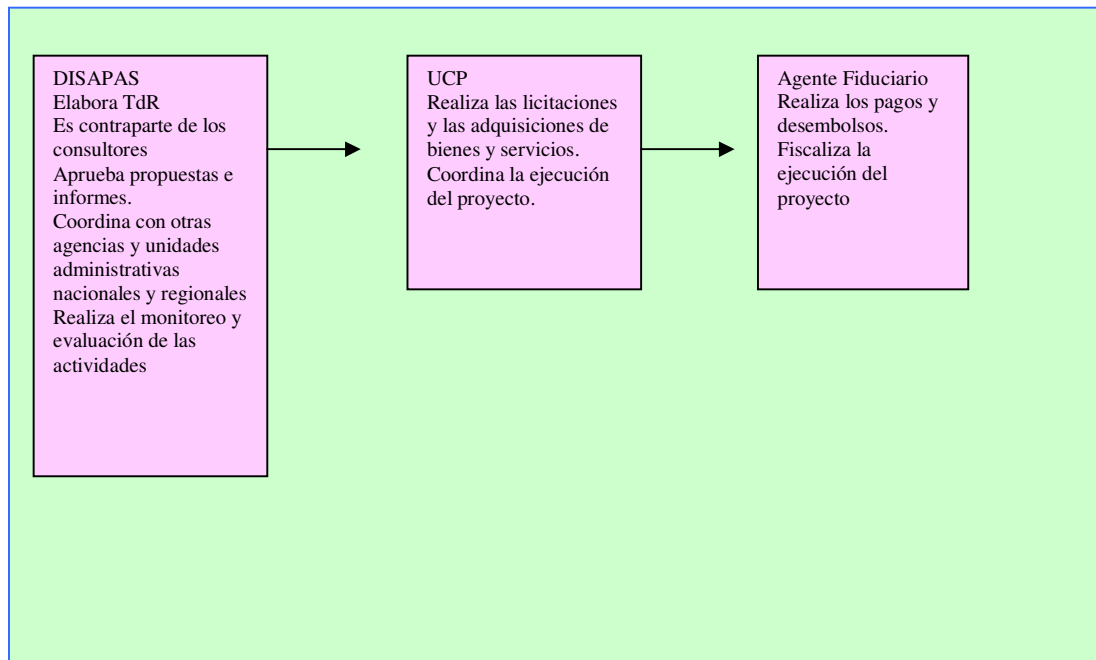 DISAPAS
Elabora TdR
Es contraparte de los
consultores
Aprueba propuestas e
informes.
Coordina con otras
agencias y unidades
administrativas
nacionales y regionales
Realiza el monitoreo y
evaluación de las
actividades
UCP
Realiza las licitaciones
y las adquisiciones de
bienes y servicios.
Coordina la ejecución
del proyecto.
Agente Fiduciario
Realiza los pagos y
desembolsos.
Fiscaliza la
ejecución del
proyecto